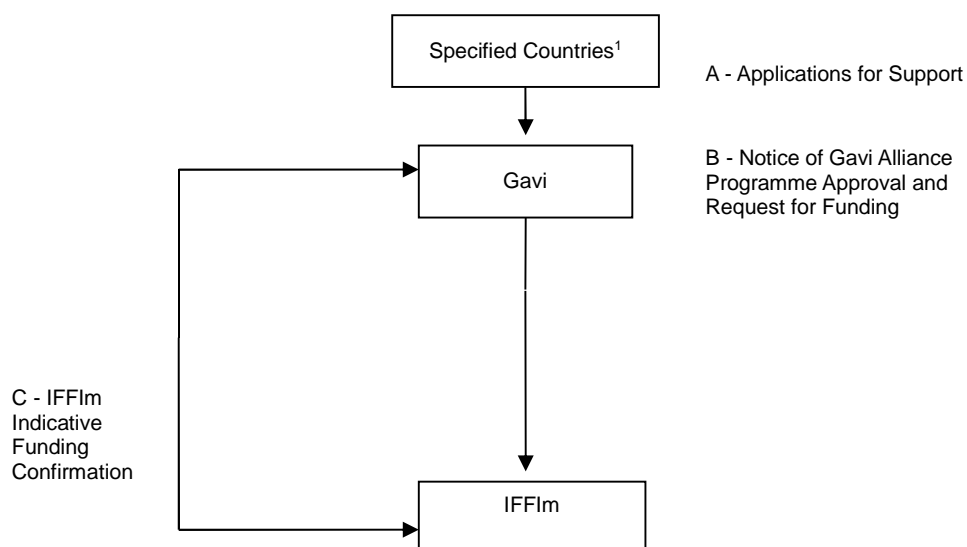 Specified Countries¹
A - Applications for Support
Gavi
B - Notice of Gavi Alliance
Programme Approval and
Request for Funding
C - IFFIm
Indicative
Funding
Confirmation
IFFIm